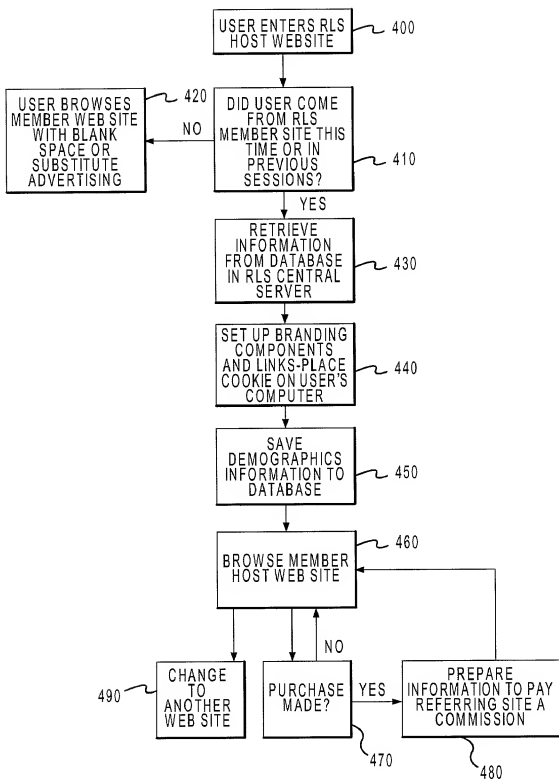 USER ENTERS RLS
HOST WEBSITE
400
USER BROWSES
MEMBER WEB SITE
WITH BLANK
SPACE OR
SUBSTITUTE
ADVERTISING
420
NO
DID USER COME
FROM RLS
MEMBER SITE THIS
TIME OR IN
PREVIOUS
SESSIONS?
410
YES
RETRIEVE
INFORMATION
FROM DATABASE
IN RLS CENTRAL
SERVER
430
SET UP BRANDING
COMPONENTS
AND LINKS-PLACE
COOKIE ON USER'S
COMPUTER
440
SAVE
DEMOGRAPHICS
INFORMATION TO
DATABASE
450
460
BROWSE MEMBER
HOST WEB SITE
NO
490
CHANGE
TO
ANOTHER
WEB SITE
PURCHASE
MADE?
470
YES
PREPARE
INFORMATION TO PAY
REFERRING SITE A
COMMISSION
480